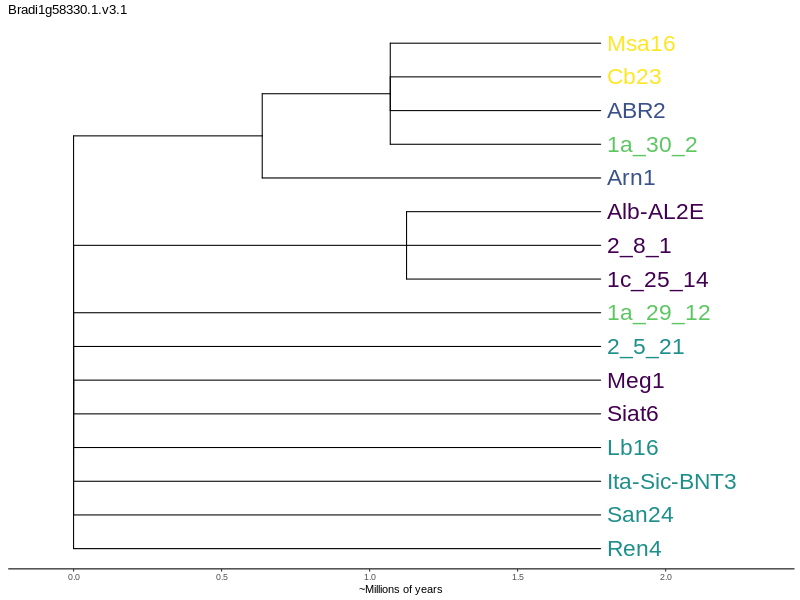 Bradi1g58330.1.v3.1
Msa16
Cb23
ABR2
1a_30_2
Arn1
Alb-AL2E
2_8_1
1c_25_14
1a_29_12
2_5_21
Meg1
Siat6
Lb16
Ita-Sic-BNT3
San24
Ren4
0.0 0.5 1.0 1.5 2.0
~Millions of years